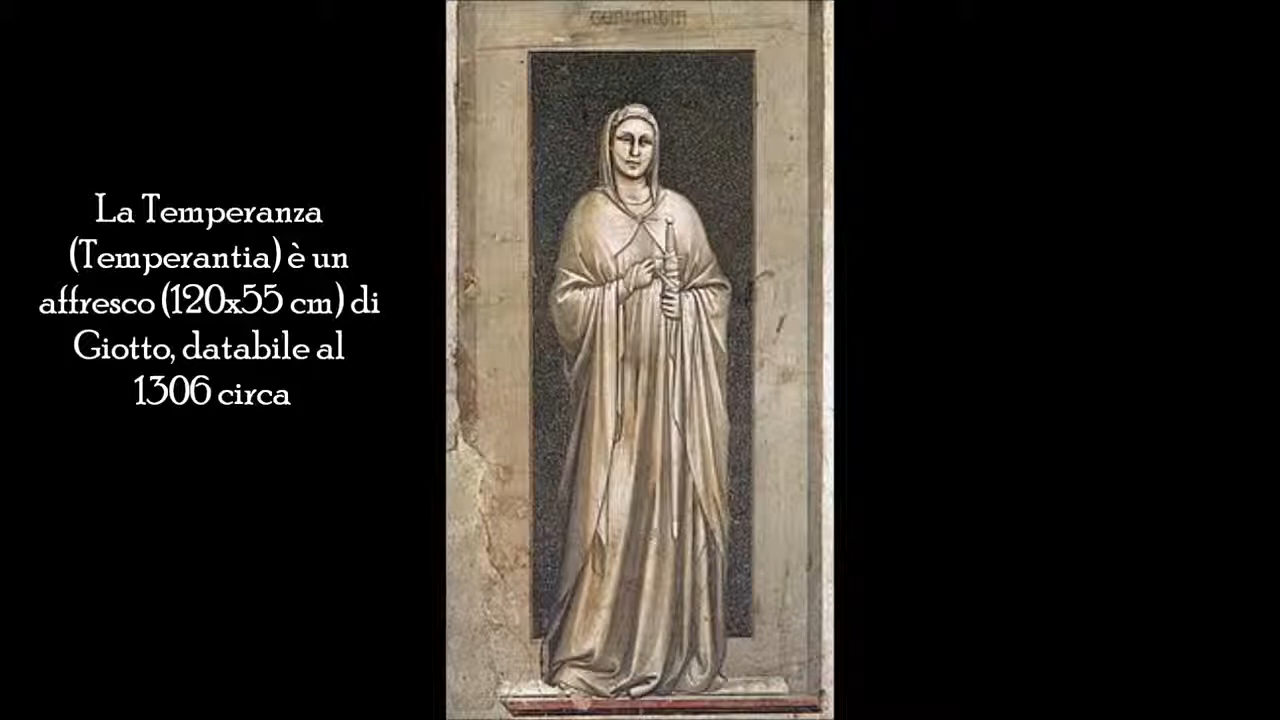 La Temperanza
(Temperantia) è un
affresco (120x55 cm) di
Giotto, databile al
1306 circa